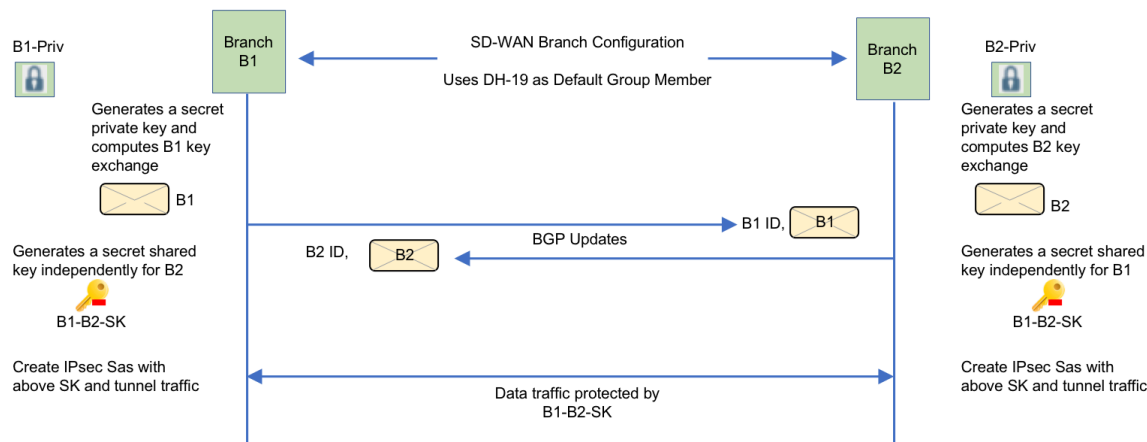 B1-Priv
Branch
B1
SD-WAN Branch Configuration
Uses DH-19 as Default Group Member
Branch
B2
B2-Priv
Generates a secret
private key and
computes B1 key
exchange
B1
Generates a secret
private key and
computes B2 key
exchange
B2
B1 ID,
B1
BGP Updates
B2 ID,
B2
Generates a secret shared
key independently for B2
B1-B2-SK
Generates a secret shared
key independently for B1
B1-B2-SK
Create IPsec Sas with
above SK and tunnel traffic
Data traffic protected by
B1-B2-SK
Create IPsec Sas with
above SK and tunnel traffic